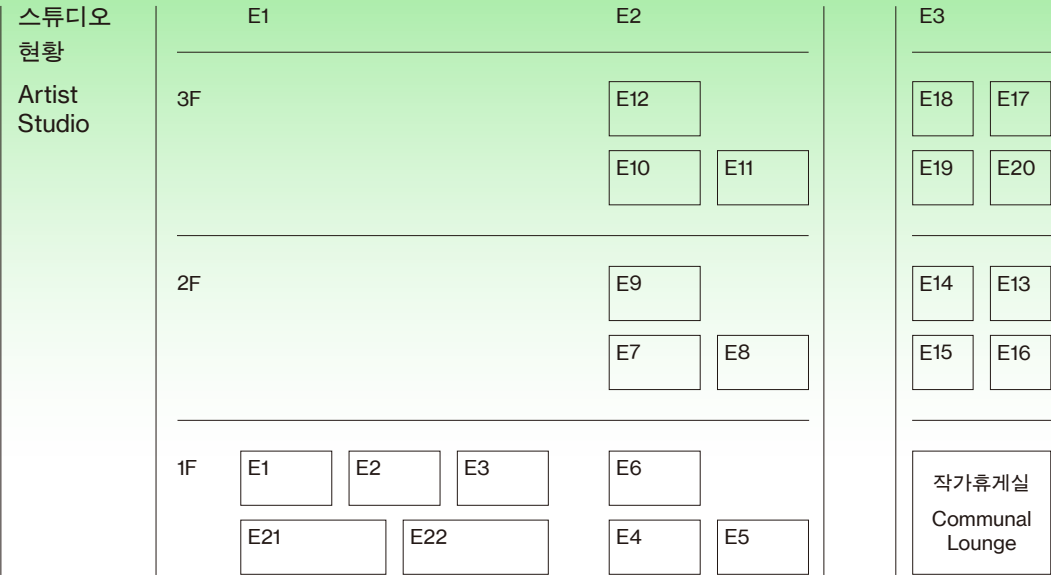 스튜디오
현황
Artist
Studio
E1 E2 E3
3F E12 E18 E17
E10 E11 E19 E20
2F E9 E14 E13
E7 E8 E15 E16
1F E1 E2 E3 E6
E21 E22 E4 E5
작가휴게실
Communal
Lounge